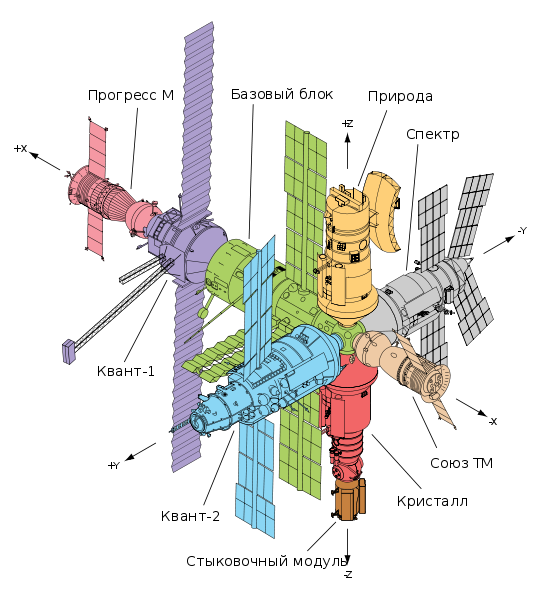 Прогресс М
Базовый блок
Природа
-Z
Спектр
+X
-Y
Квант-1
-X
Союз ТМ
+Y
Кристалл
Квант-2
Стыковочный модуль
-Z